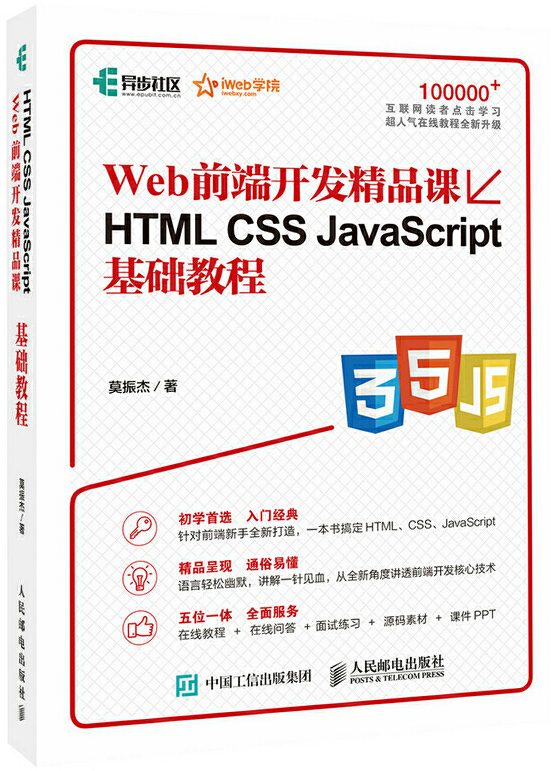 异步社区
www.epubit.com.cn
iWeb学院
iwebxy.com
100000+
互联网读者点击学习
超人气在线教程全新升级
Web前端开发精品课
HTML CSS JavaScript
基础教程
莫振杰/著
3
5
JS
初学首选 入门经典
针对前端新手全新打造，一本书搞定HTML、CSS、JavaScript
精品呈现 通俗易懂
语言轻松幽默，讲解一针见血，从全新角度讲透前端开发核心技术
五位一体 全面服务
在线教程 + 在线问答 + 面试练习 + 源码素材 + 课件PPT
中国工信出版集团
人民邮电出版社
POSTS & TELECOM PRESS
HTML CSS JavaScript
Web前端开发精品课
基础教程
莫振杰/著
人民邮电出版社